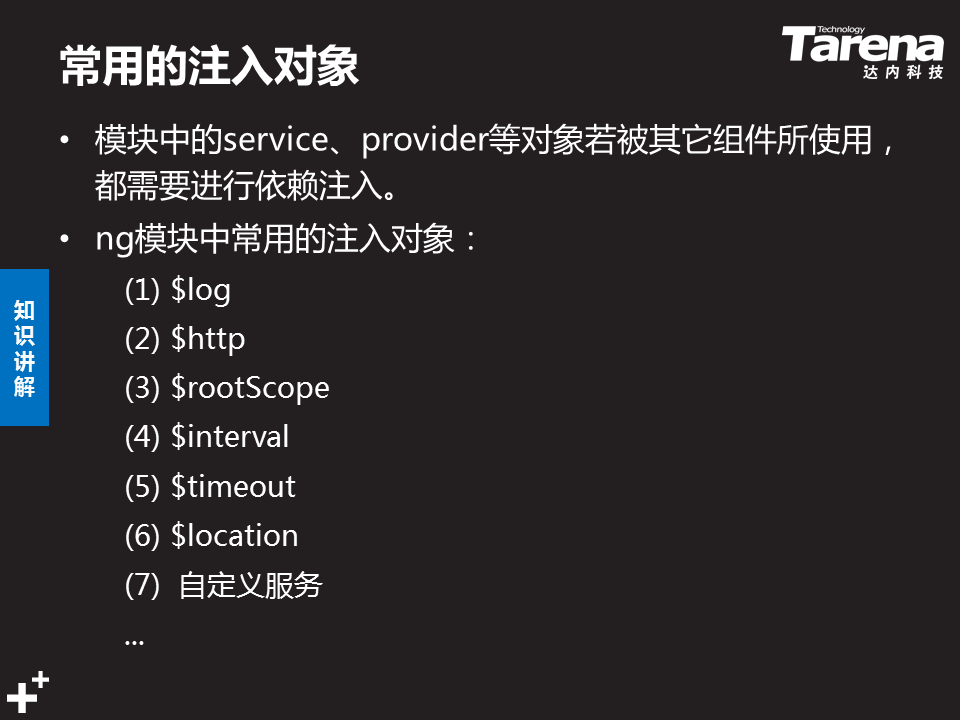 常用的注入对象
Technology
Tarena
达内科技
• 模块中的service、provider等对象若被其它组件所使用，
都需要进行依赖注入。
• ng模块中常用的注入对象：
(1) $log
(2) $http
(3) $rootScope
(4) $interval
(5) $timeout
(6) $location
(7) 自定义服务
...
知
识
讲
解